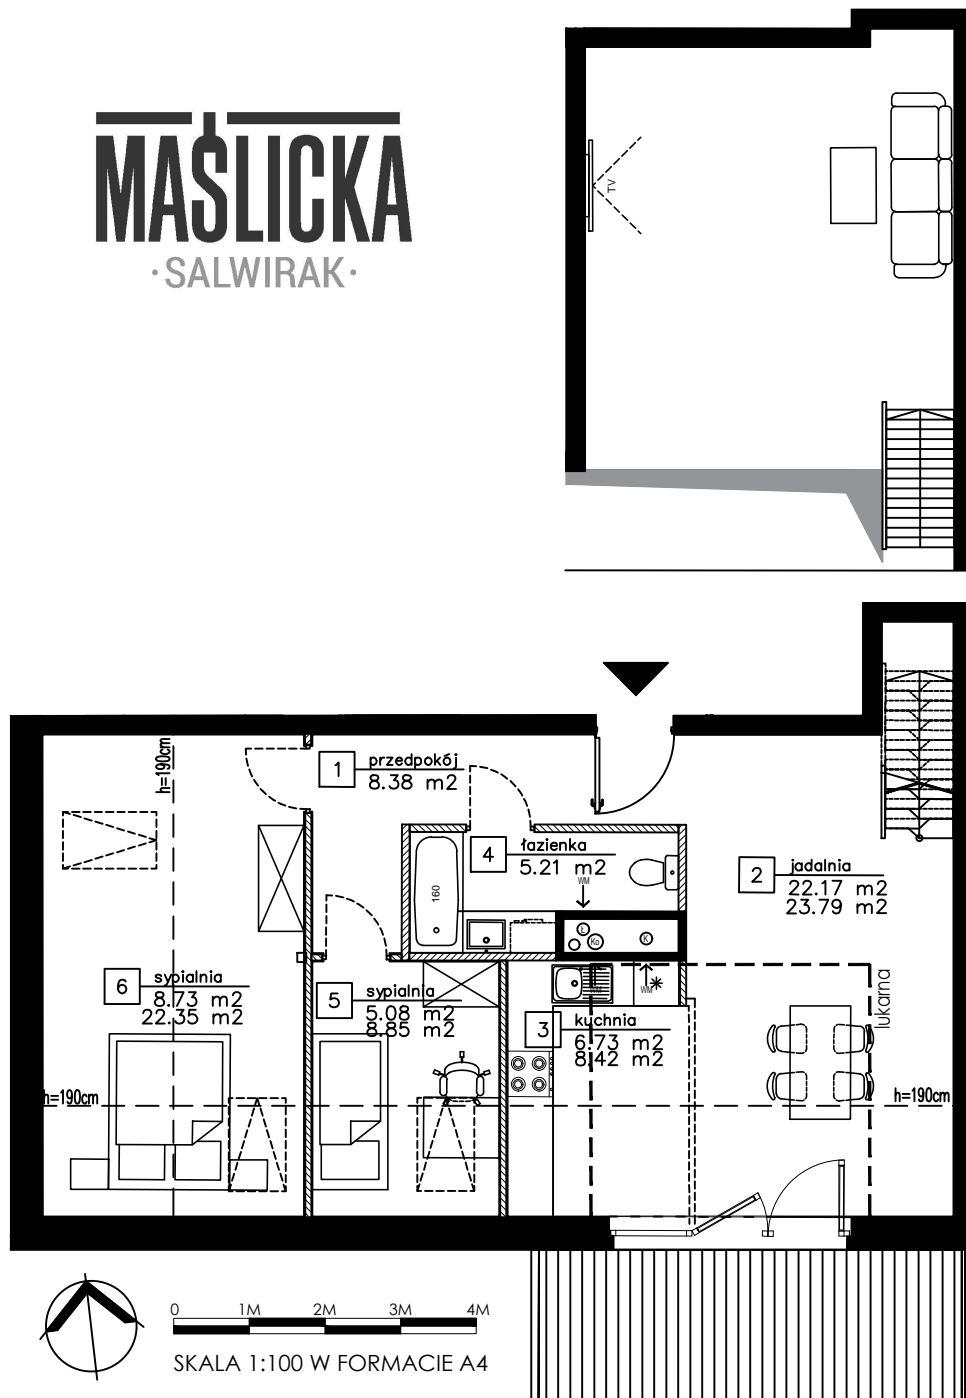 MAŚLICKA
·SALWIRAK·
TV
h=190cm
1 przedpokój
8.38 m2
4 łazienka
5.21 m2
WM
160
2 jadalnia
22.17 m2
23.79 m2
Ł
Ko
K
6 sypialnia
8.73 m2
22.35 m2
5 sypialnia
5.08 m2
8.85 m2
WM
WM
3 kuchnia
6.73 m2
8.42 m2
lukarna
h=190cm
h=190cm
0 1M 2M 3M 4M
SKALA 1:100 W FORMACIE A4